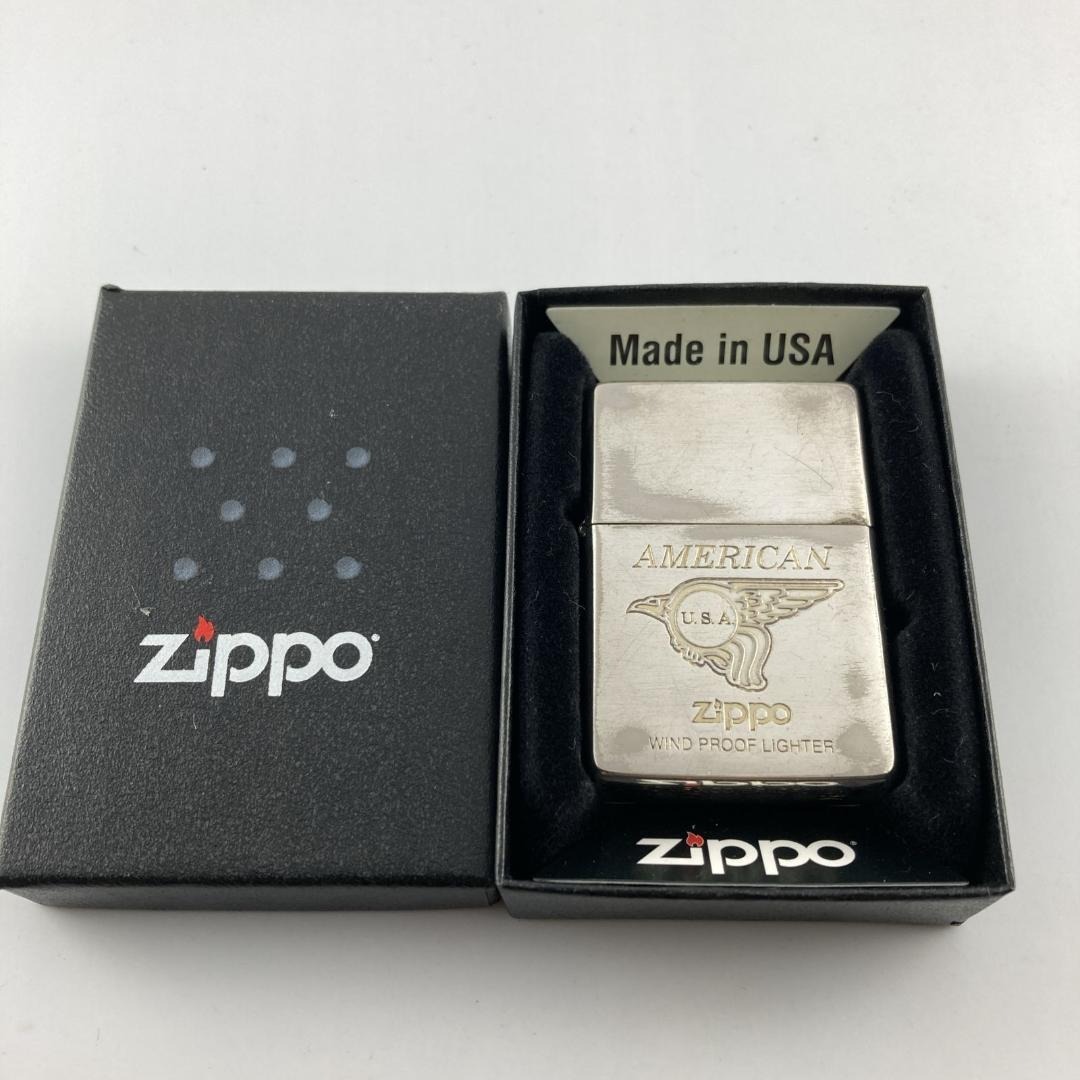 zippo
Made in USA
AMERICAN
U.S.A.
Zippo
WIND PROOF LIGHTER
zippo